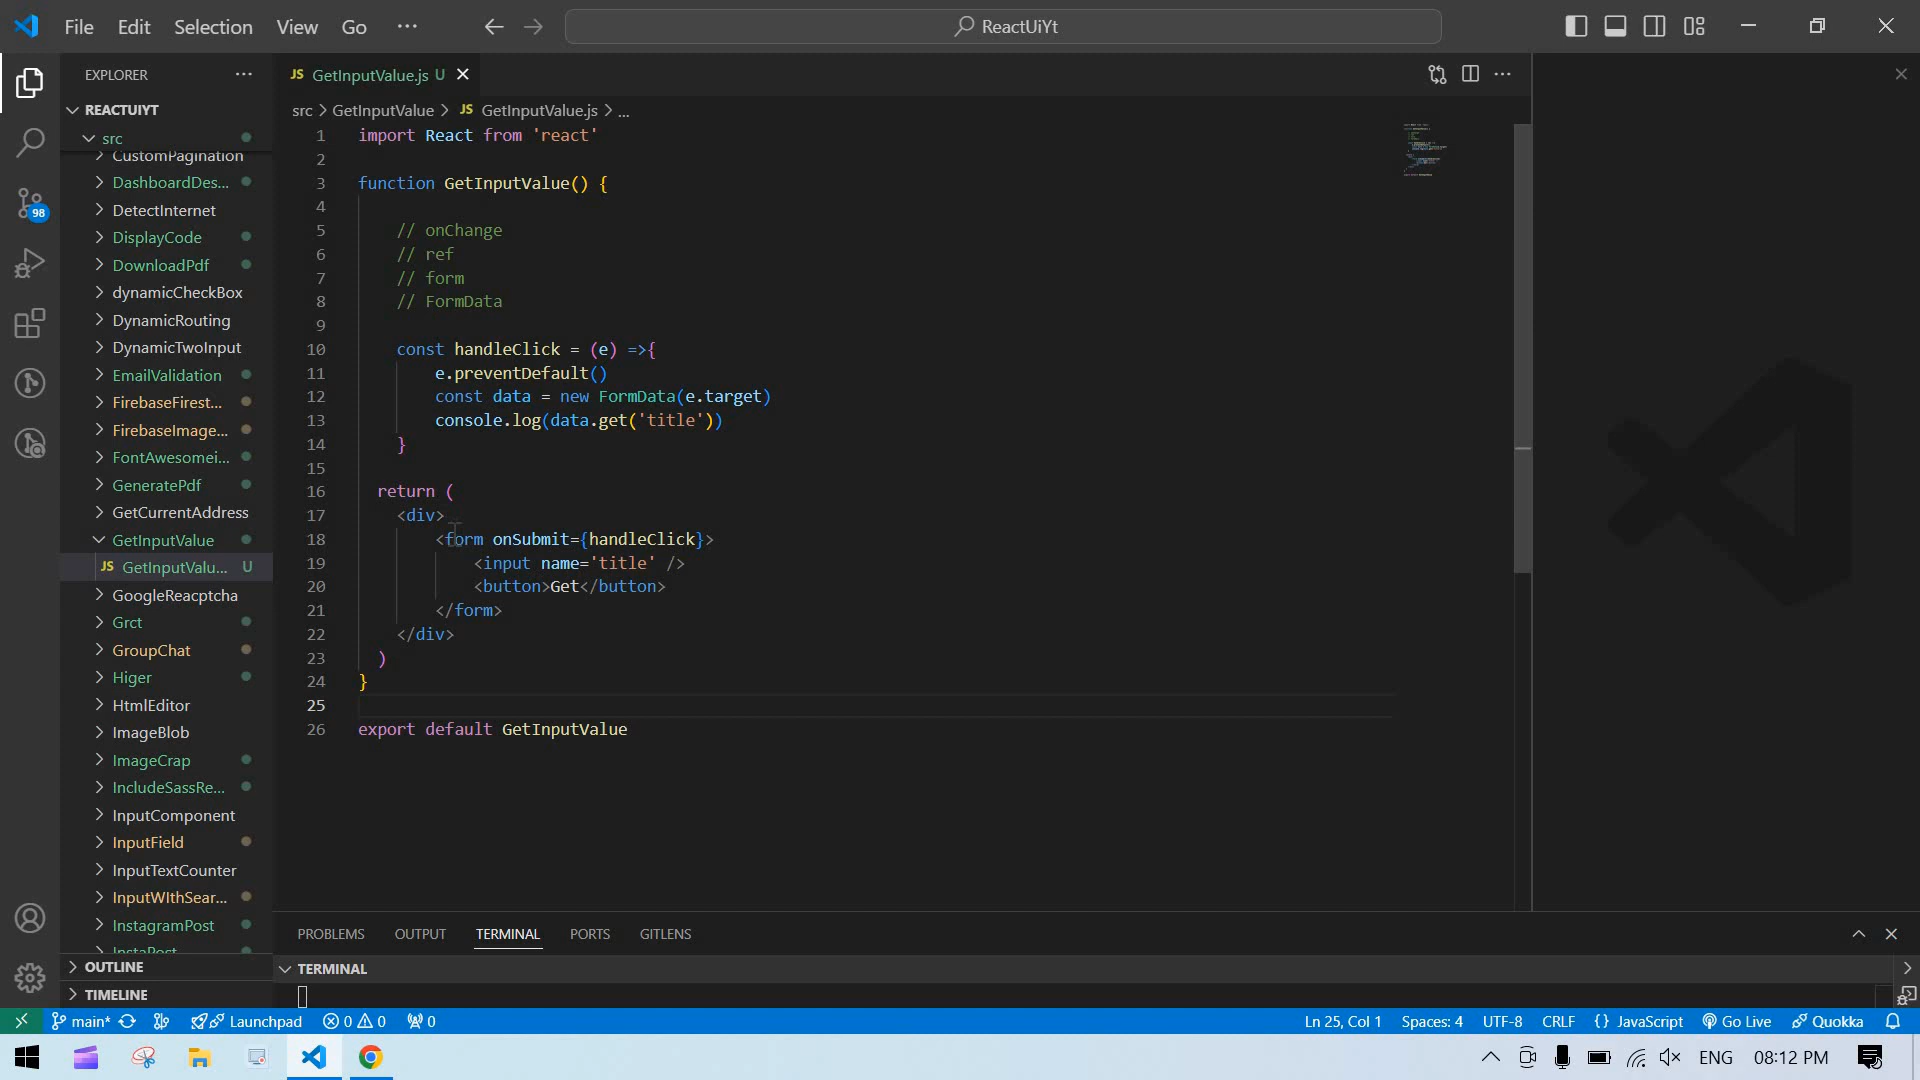 File Edit Selection View Go ···
ReactUiYt
EXPLORER
REACTUIYT
src
CustomPagination
DashboardDes...
DetectInternet
DisplayCode
DownloadPdf
dynamicCheckBox
DynamicRouting
DynamicTwoInput
EmailValidation
FirebaseFirest...
FirebaseImage...
FontAwesomei...
GeneratePdf
GetCurrentAddress
GetInputValue
JS GetInputValu... U
GoogleReacptcha
Grct
GroupChat
Higer
HtmlEditor
ImageBlob
ImageCrap
IncludeSassRe...
InputComponent
InputField
InputTextCounter
InputWIthSear...
InstagramPost
InstaPost
OUTLINE
TIMELINE
98
JS GetInputValue.js U
src > GetInputValue > JS GetInputValue.js > ...
1 import React from 'react'
2
3 function GetInputValue() {
4
5 // onChange
6 // ref
7 // form
8 // FormData
9
10 const handleClick = (e) =>{
11 e.preventDefault()
12 const data = new FormData(e.target)
13 console.log(data.get('title'))
14 }
15
16 return (
17 <div>
18 <form onSubmit={handleClick}>
19 <input name='title' />
20 <button>Get</button>
21 </form>
22 </div>
23 )
24 }
25
26 export default GetInputValue
PROBLEMS OUTPUT TERMINAL PORTS GITLENS
TERMINAL
main* Launchpad 0 0 0 Ln 25, Col 1 Spaces: 4 UTF-8 CRLF {} JavaScript Go Live Quokka
ENG 08:12 PM